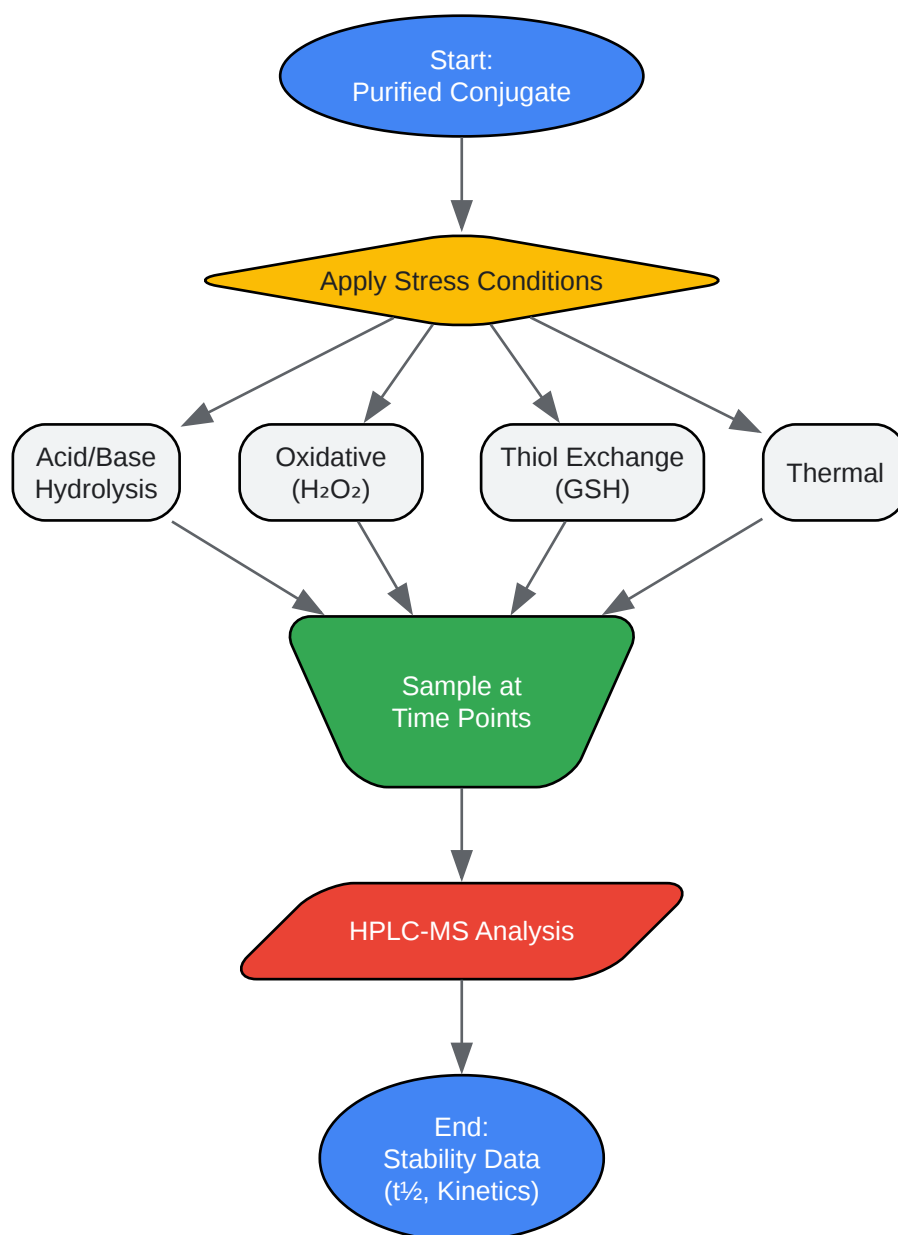 Start:
Purified Conjugate
Apply Stress Conditions
Acid/Base
Hydrolysis
Oxidative
(H₂O₂)
Thiol Exchange
(GSH)
Thermal
Sample at
Time Points
HPLC-MS Analysis
End:
Stability Data
(t½, Kinetics)